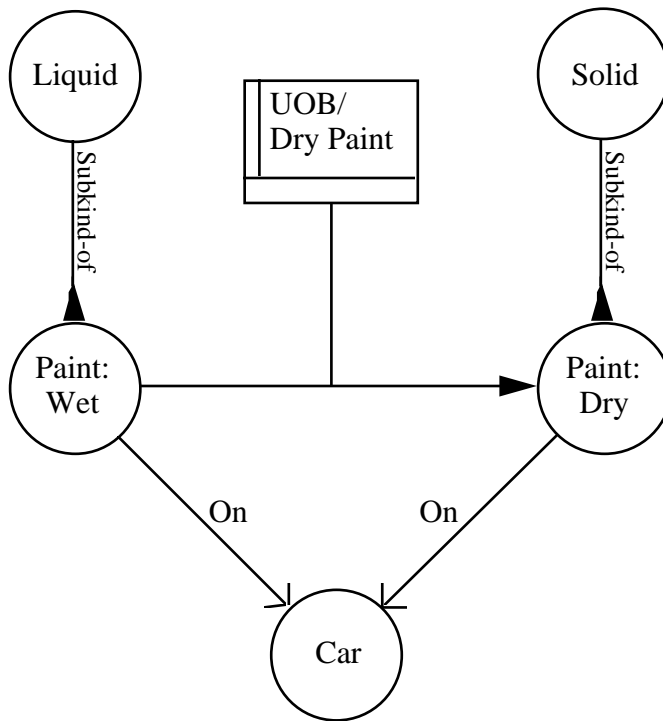 Liquid
UOB/
Dry Paint
Solid
Subkind-of
Subkind-of
Paint:
Wet
Paint:
Dry
On
On
Car